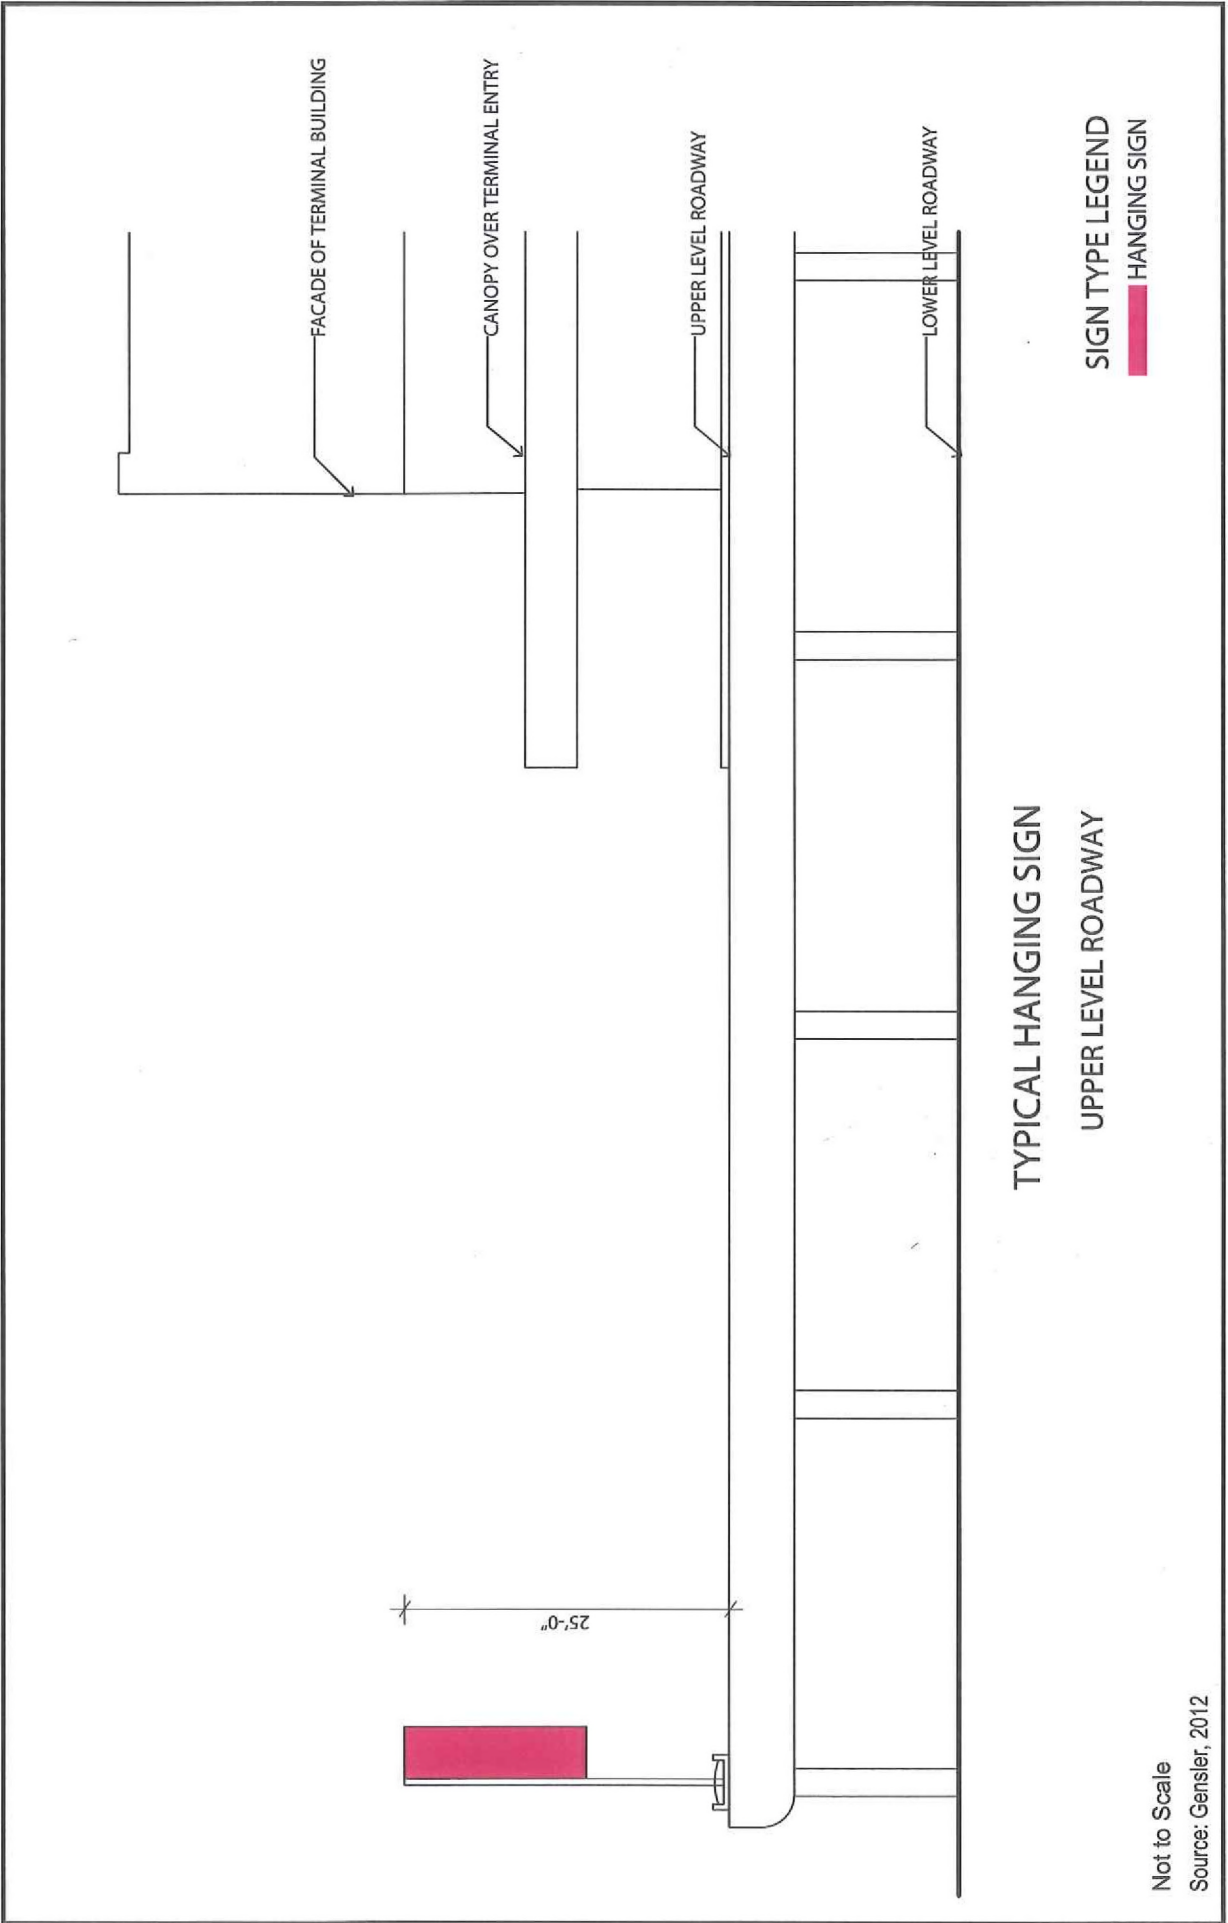 FACADE OF TERMINAL BUILDING
CANOPY OVER TERMINAL ENTRY
UPPER LEVEL ROADWAY
LOWER LEVEL ROADWAY
25'-0"
TYPICAL HANGING SIGN
UPPER LEVEL ROADWAY
SIGN TYPE LEGEND
HANGING SIGN
Not to Scale
Source: Gensler, 2012